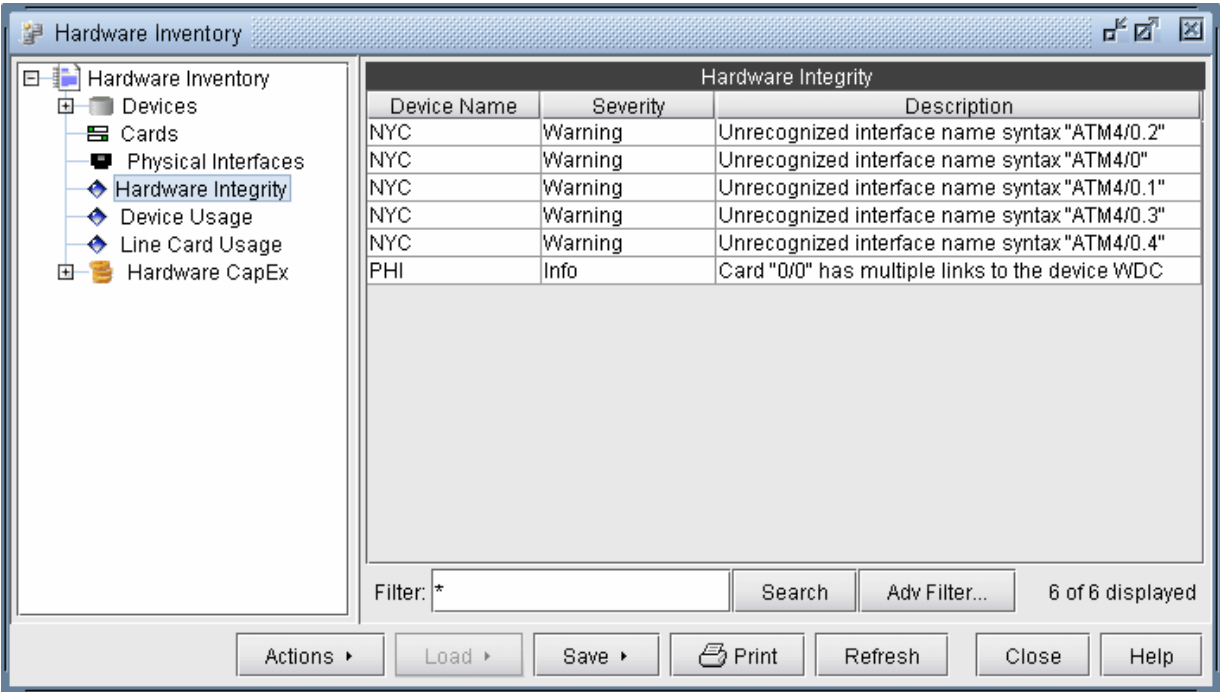 Hardware Inventory
Hardware Inventory
Devices
Cards
Physical Interfaces
Hardware Integrity
Device Usage
Line Card Usage
Hardware CapEx
Hardware Integrity
Device Name Severity Description
NYC Warning Unrecognized interface name syntax "ATM4/0.2"
NYC Warning Unrecognized interface name syntax "ATM4/0"
NYC Warning Unrecognized interface name syntax "ATM4/0.1"
NYC Warning Unrecognized interface name syntax "ATM4/0.3"
NYC Warning Unrecognized interface name syntax "ATM4/0.4"
PHI Info Card "0/0" has multiple links to the device WDC
Filter: * Search Adv Filter... 6 of 6 displayed
Actions Load Save Print Refresh Close Help